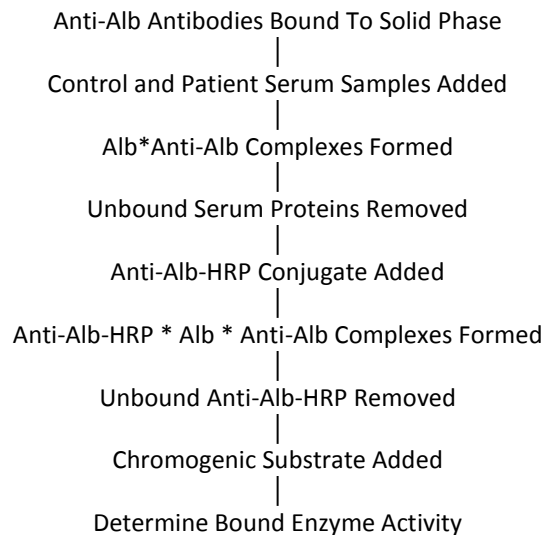 Anti-Alb Antibodies Bound To Solid Phase
Control and Patient Serum Samples Added
Alb*Anti-Alb Complexes Formed
Unbound Serum Proteins Removed
Anti-Alb-HRP Conjugate Added
Anti-Alb-HRP * Alb * Anti-Alb Complexes Formed
Unbound Anti-Alb-HRP Removed
Chromogenic Substrate Added
Determine Bound Enzyme Activity